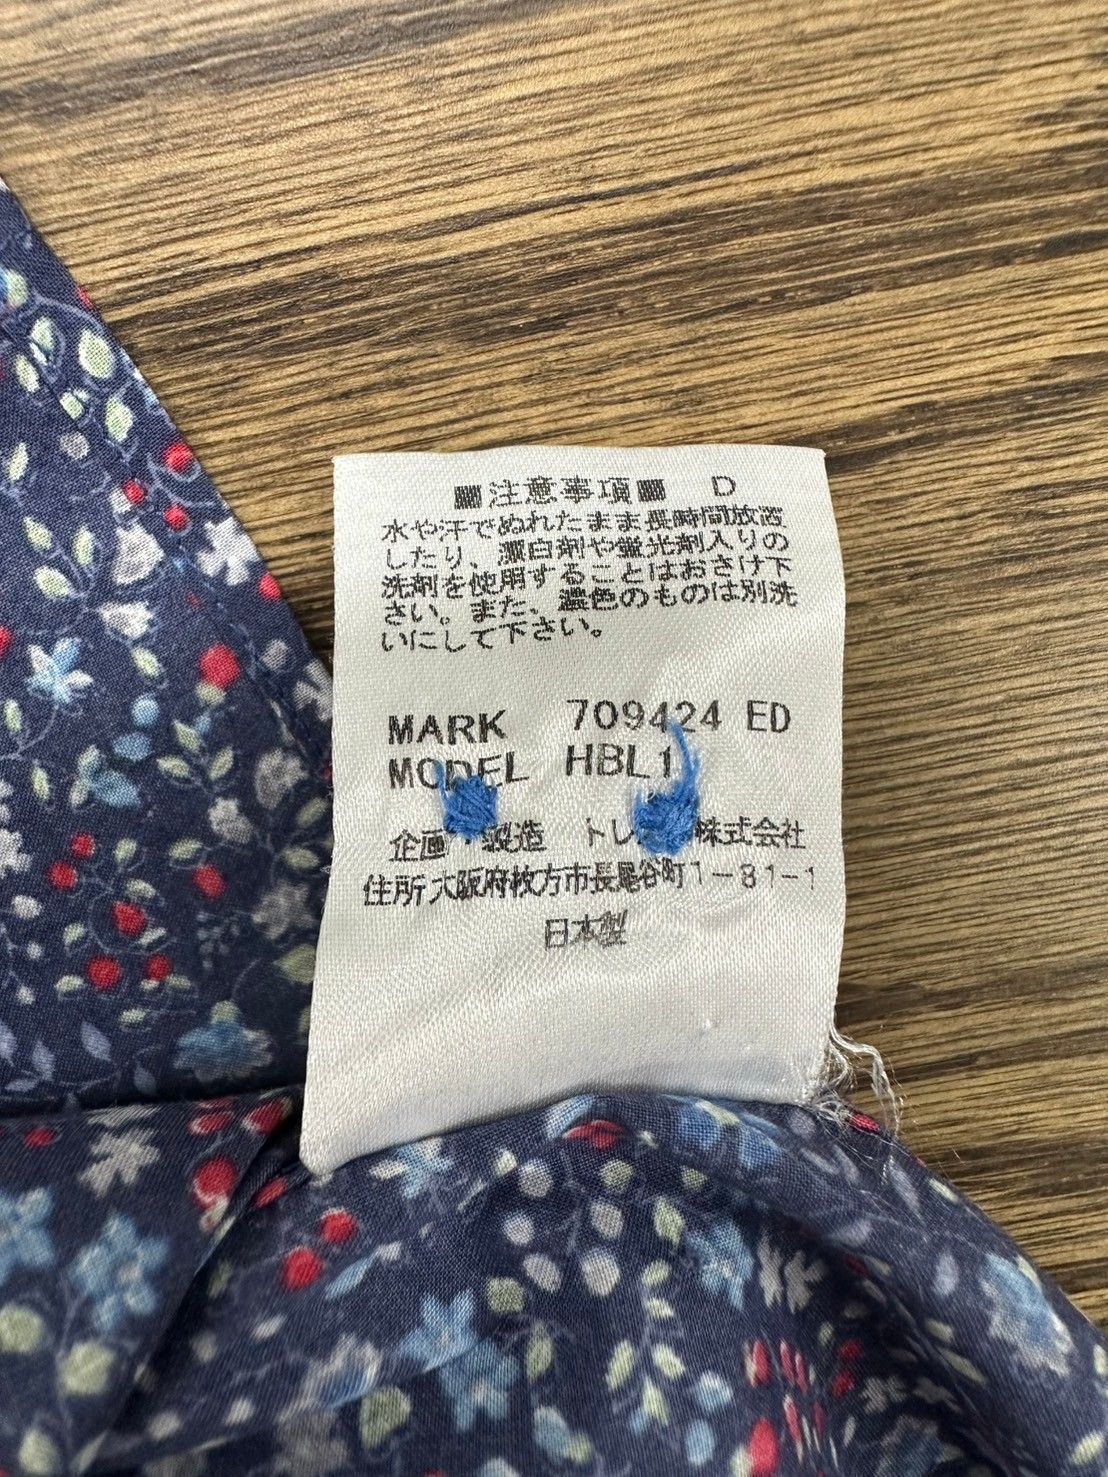 ■注意事項■ D
水や汗でぬれたまま長時間放置
したり、漂白剤や蛍光剤入りの
洗剤を使用することはおさけ下
さい。また、濃色のものは別洗
いにして下さい。
MARK 709424 ED
MODEL HBL1
企画・製造 トレ 株式会社
住所 大阪府枚方市長尾谷町1-81-1
日本製